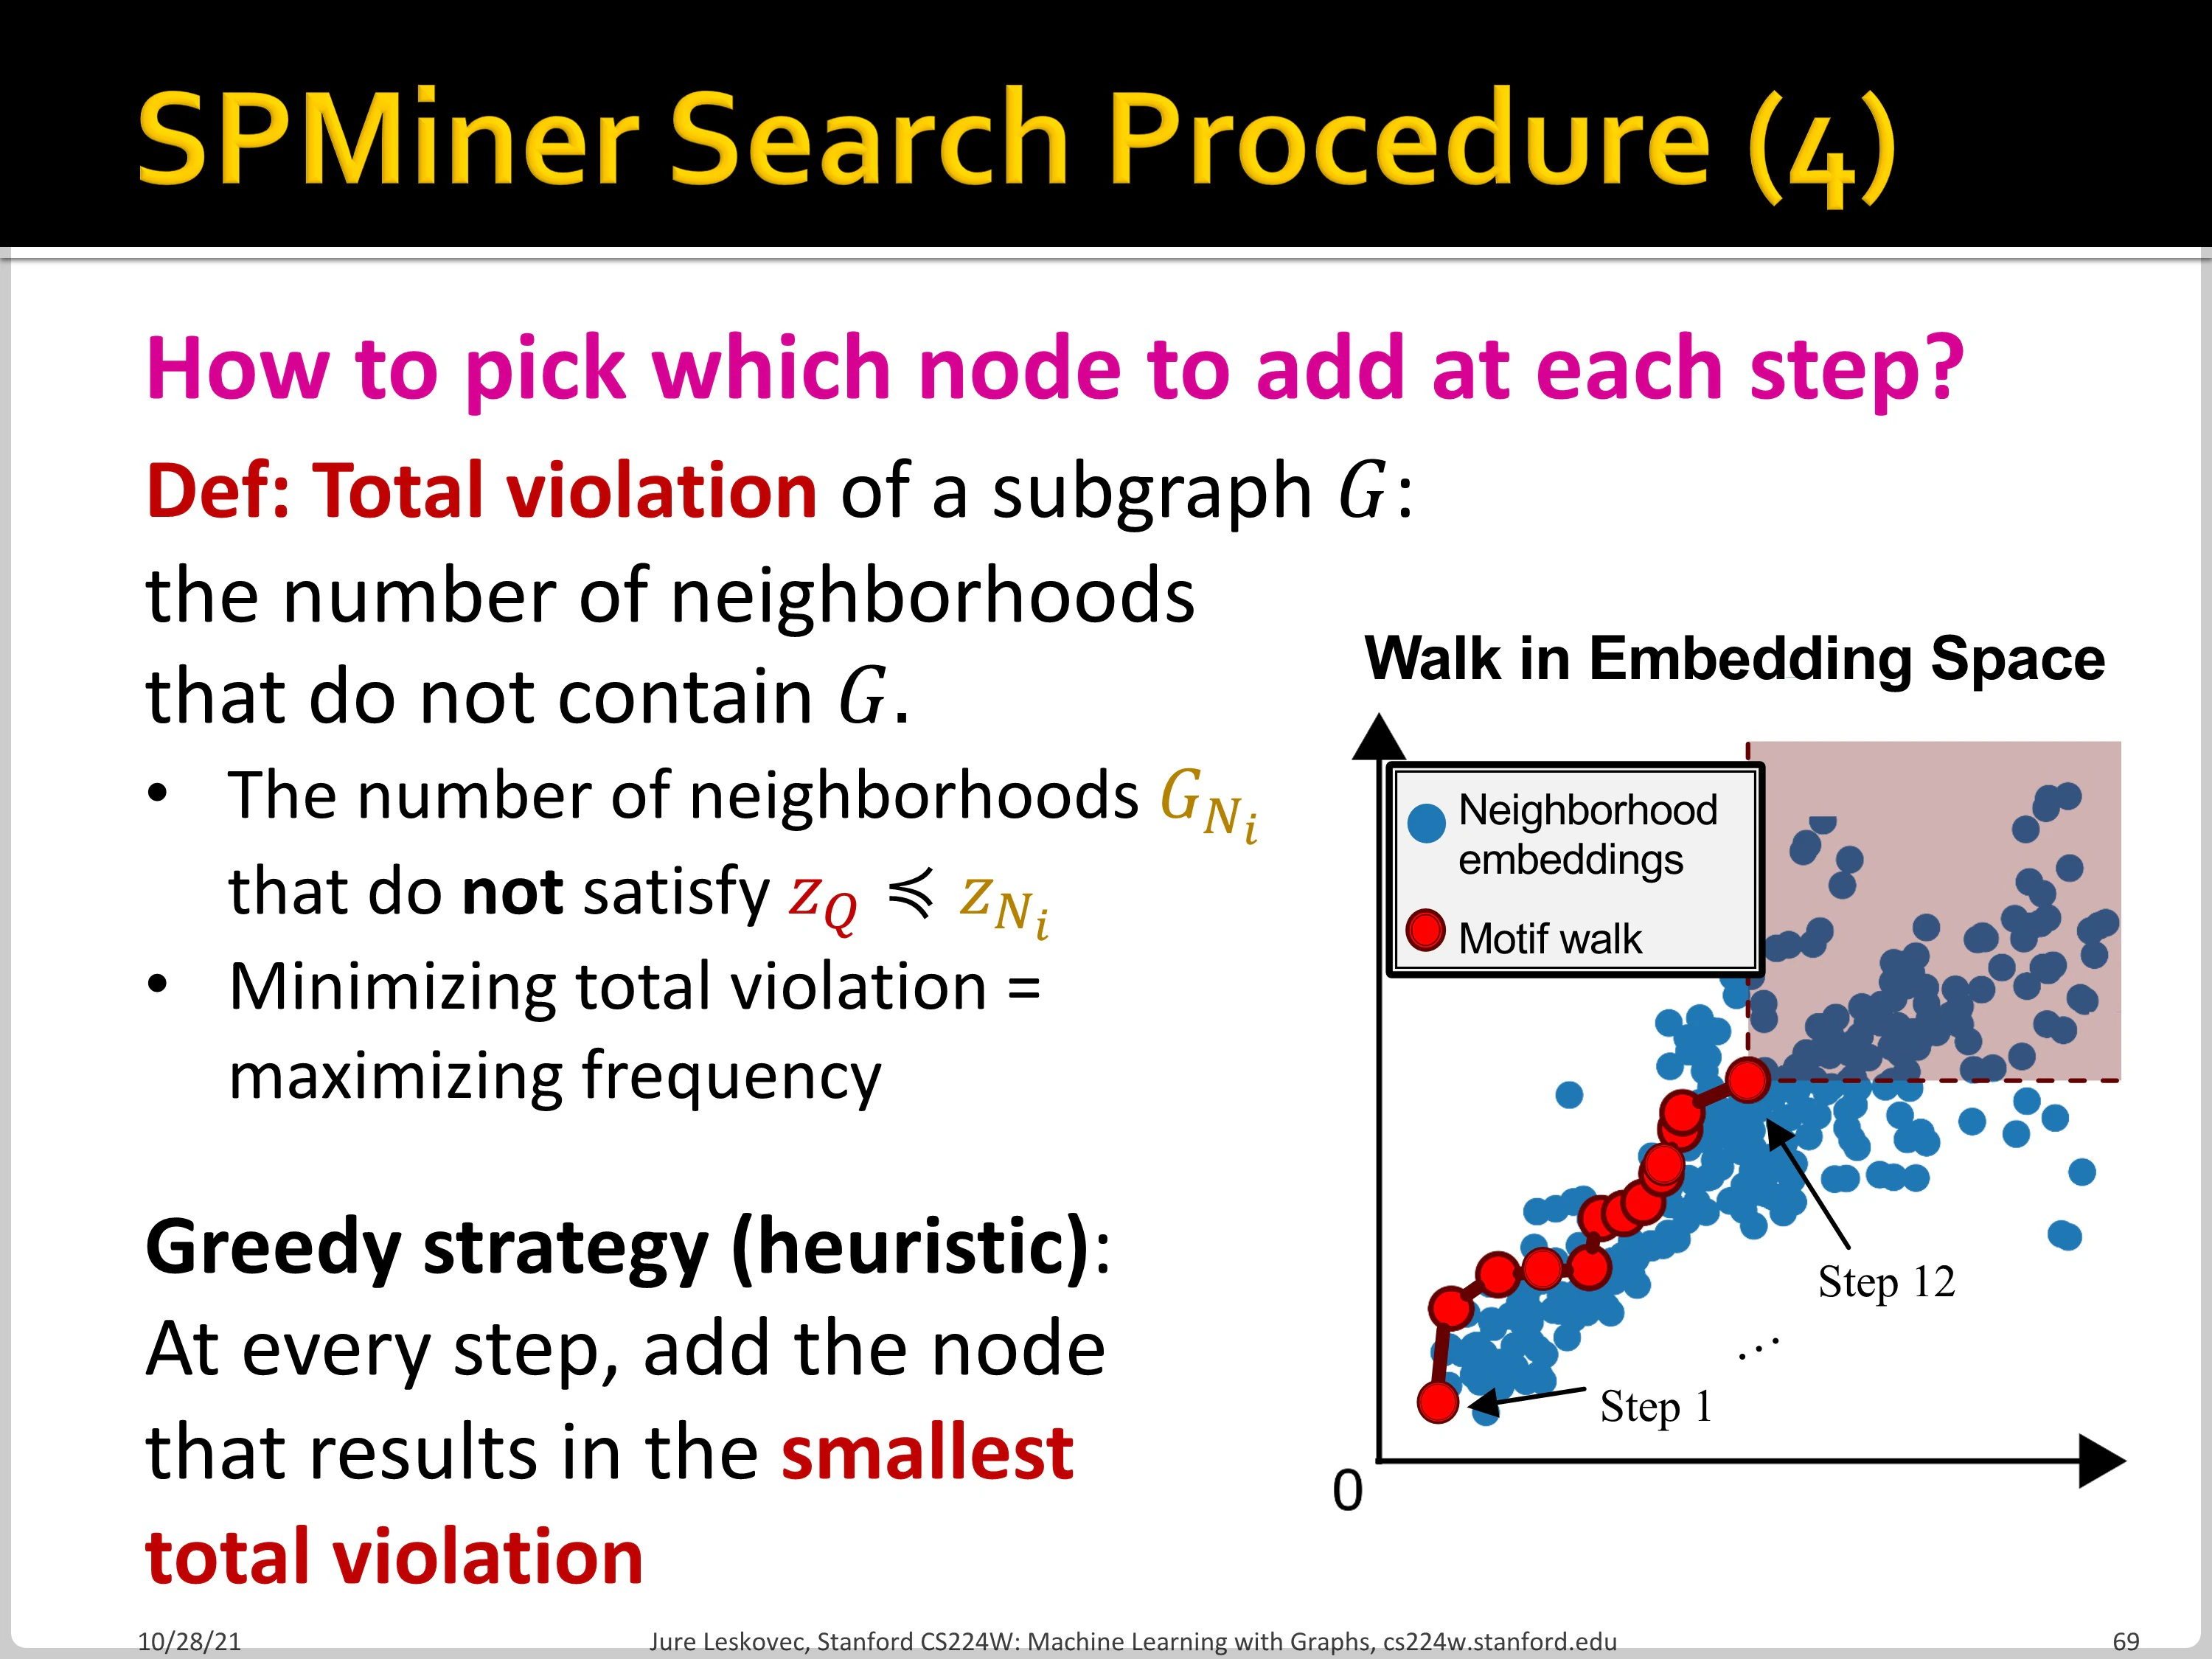 SPMiner Search Procedure (4)
How to pick which node to add at each step?
Def: Total violation of a subgraph G:
the number of neighborhoods
that do not contain G.
• The number of neighborhoods G_{N_i}
that do not satisfy z_Q ≼ z_{N_i}
• Minimizing total violation =
maximizing frequency
Greedy strategy (heuristic):
At every step, add the node
that results in the smallest
total violation
Walk in Embedding Space
Neighborhood
embeddings
Motif walk
Step 12
...
Step 1
0
10/28/21
Jure Leskovec, Stanford CS224W: Machine Learning with Graphs, cs224w.stanford.edu
69